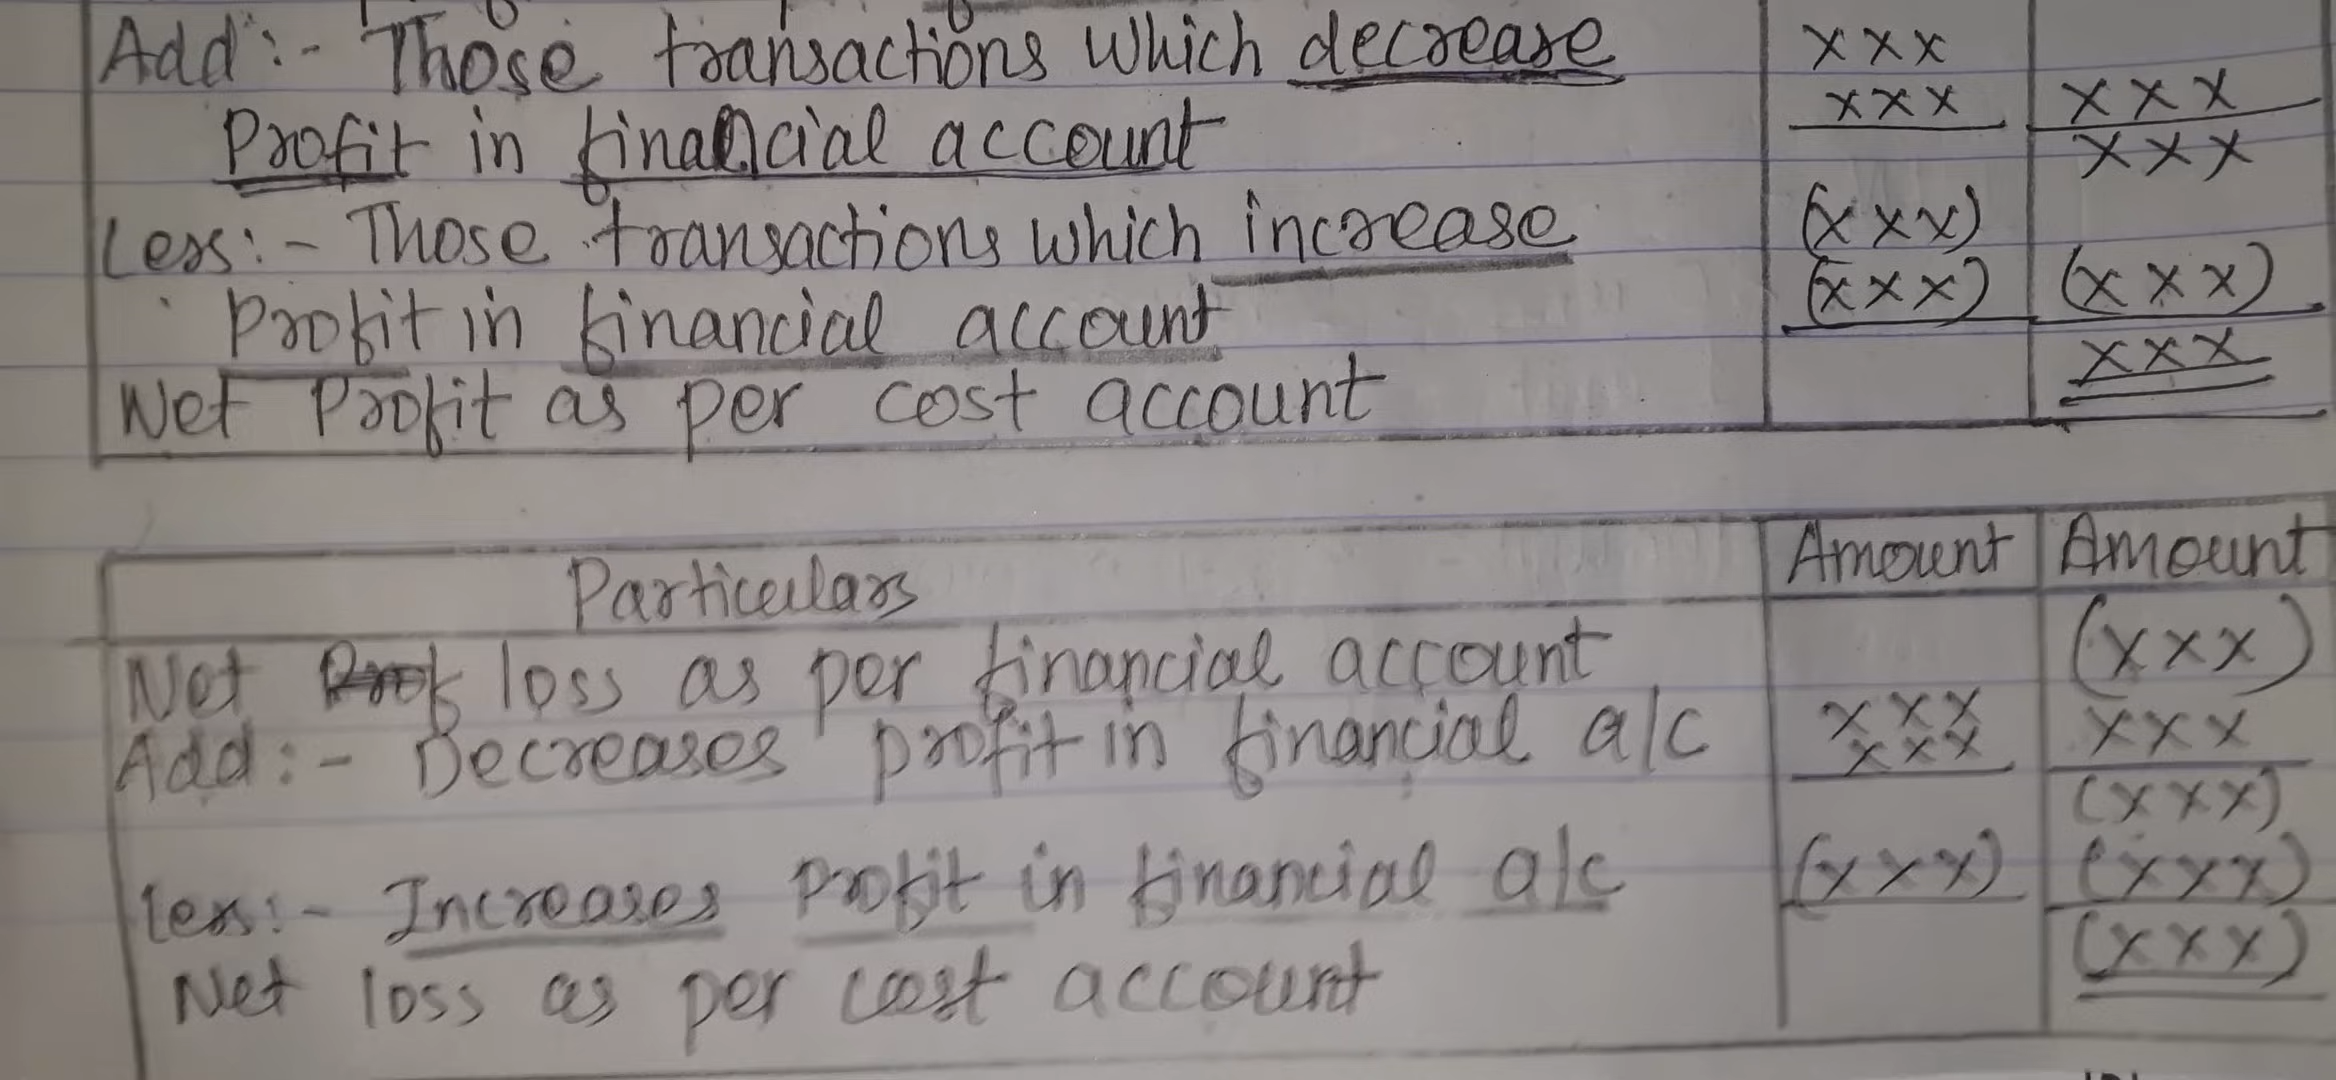 Add :- Those transactions which decrease xxx
Profit in financial account xxx xxx
xxx
Less :- Those transactions which increase (xxx)
Profit in financial account (xxx) (xxx)
Net Profit as per cost account xxx
Particulars Amount Amount
Net loss as per financial account (xxx)
Add :- Decreases profit in financial a/c xxx xxx
xxx
(xxx)
Less :- Increases Profit in financial a/c (xxx) (xxx)
Net loss as per cost account (xxx)